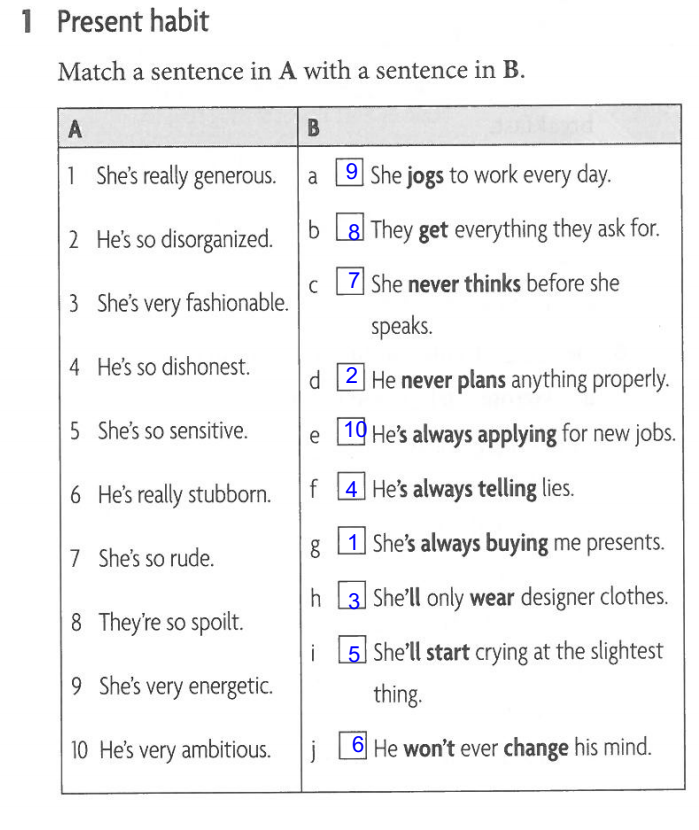 1 Present habit
Match a sentence in A with a sentence in B.
A
1 She's really generous.
2 He's so disorganized.
3 She's very fashionable.
4 He's so dishonest.
5 She's so sensitive.
6 He's really stubborn.
7 She's so rude.
8 They're so spoilt.
9 She's very energetic.
10 He's very ambitious.
B
a 9 She jogs to work every day.
b 8 They get everything they ask for.
c 7 She never thinks before she
speaks.
d 2 He never plans anything properly.
e 10 He's always applying for new jobs.
f 4 He's always telling lies.
g 1 She's always buying me presents.
h 3 She'll only wear designer clothes.
i 5 She'll start crying at the slightest
thing.
j 6 He won't ever change his mind.